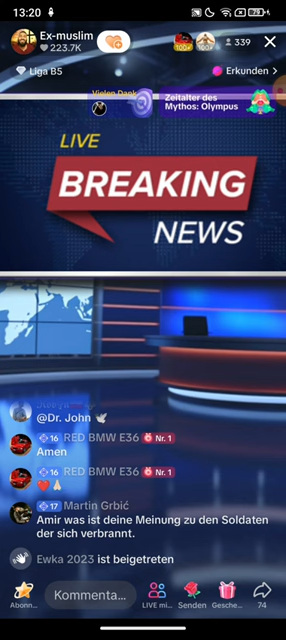 13:20
79
Ex-muslim
223.7K
100+
100+
339
Liga B5
Erkunden
Vielen Dank
Zeitalter des
Mythos: Olympus
LIVE
BREAKING
NEWS
@Dr. John 🕊
16 RED BMW E36 Nr. 1
Amen
16 RED BMW E36 Nr. 1
❤️🙏🏻
17 Martin Grbić
Amir was ist deine Meinung zu den Soldaten
der sich verbrannt.
Ewka 2023 ist beigetreten
Kommenta...
Abonn...
LIVE mi...
Senden
Gesche...
74